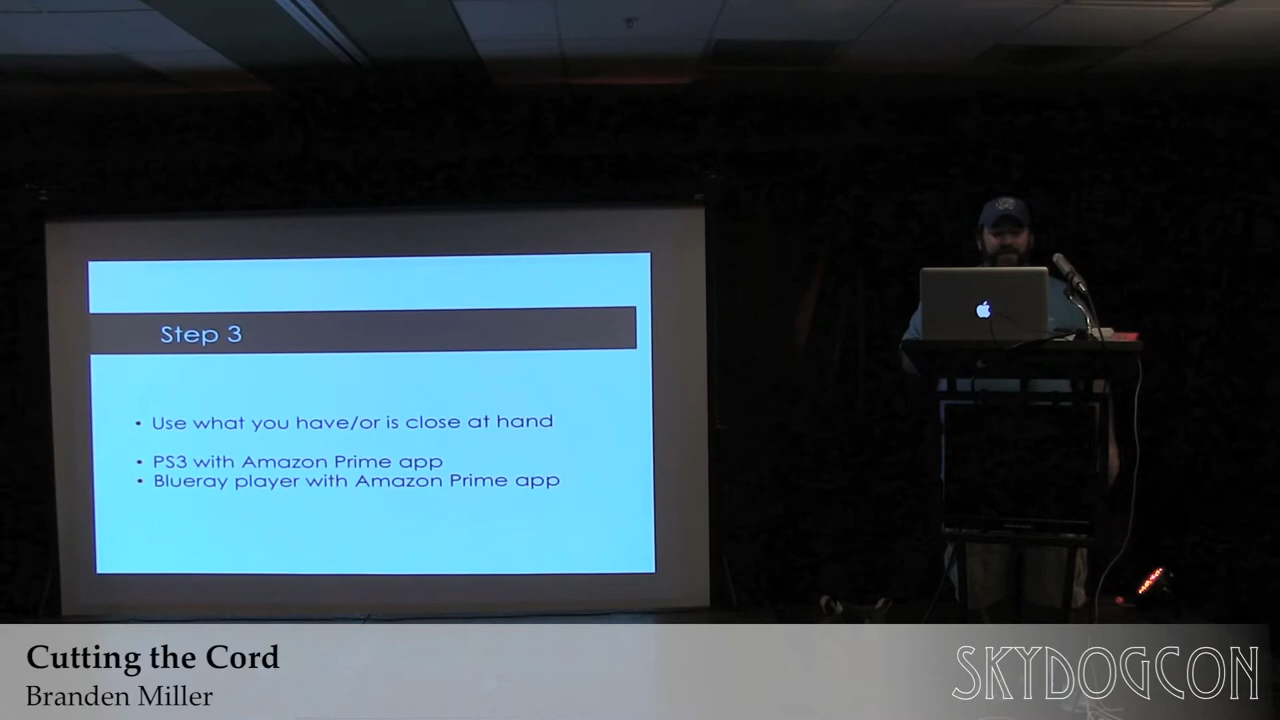 Step 3
• Use what you have/or is close at hand
• PS3 with Amazon Prime app
• Blueray player with Amazon Prime app
Cutting the Cord
Branden Miller
SKYDOGCON